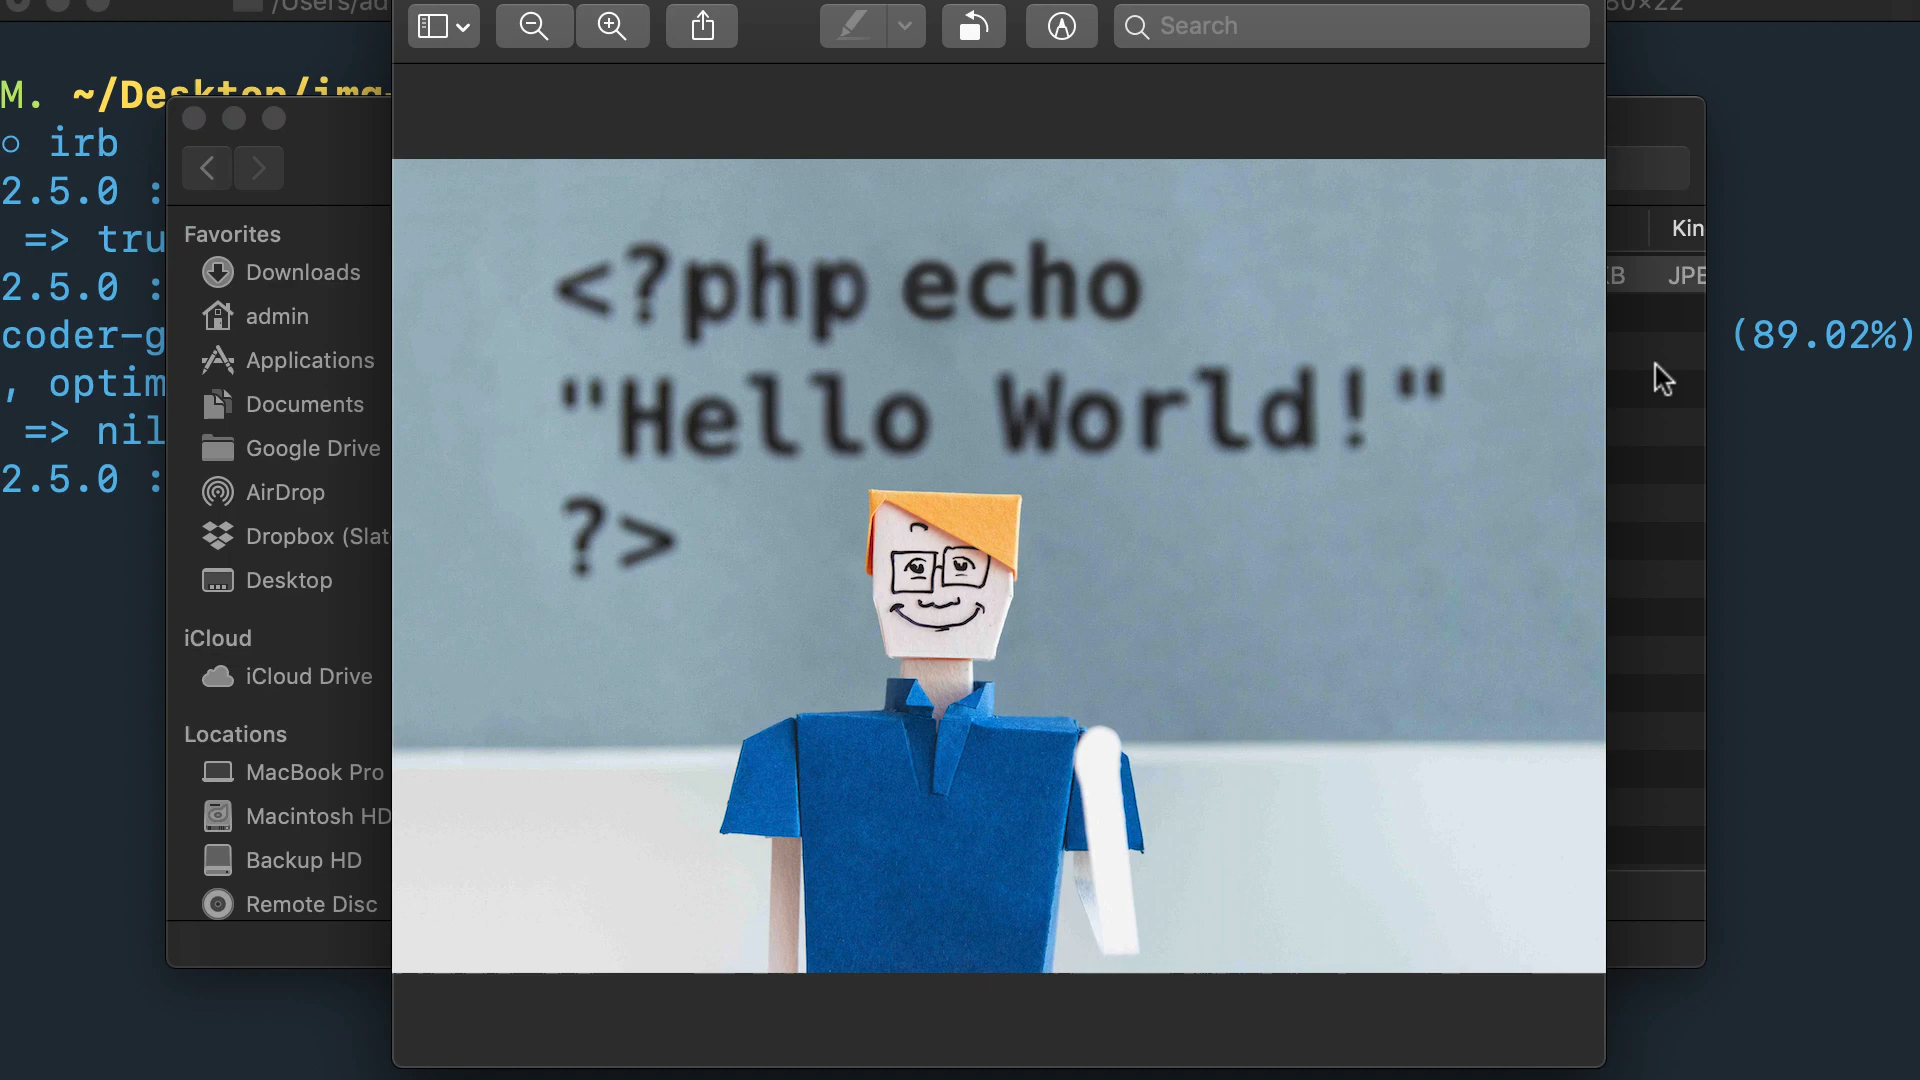 Search
M. ~/Desktop/img-
irb
2.5.0 :
=> tru
2.5.0 :
coder-g
(89.02%)
, optim
=> nil
2.5.0 :
Favorites
Downloads
admin
Applications
Documents
Google Drive
AirDrop
Dropbox (Slat
Desktop
iCloud
iCloud Drive
Locations
MacBook Pro
Macintosh HD
Backup HD
Remote Disc
<?php echo
"Hello World!"
?>
Kin
KB JPE